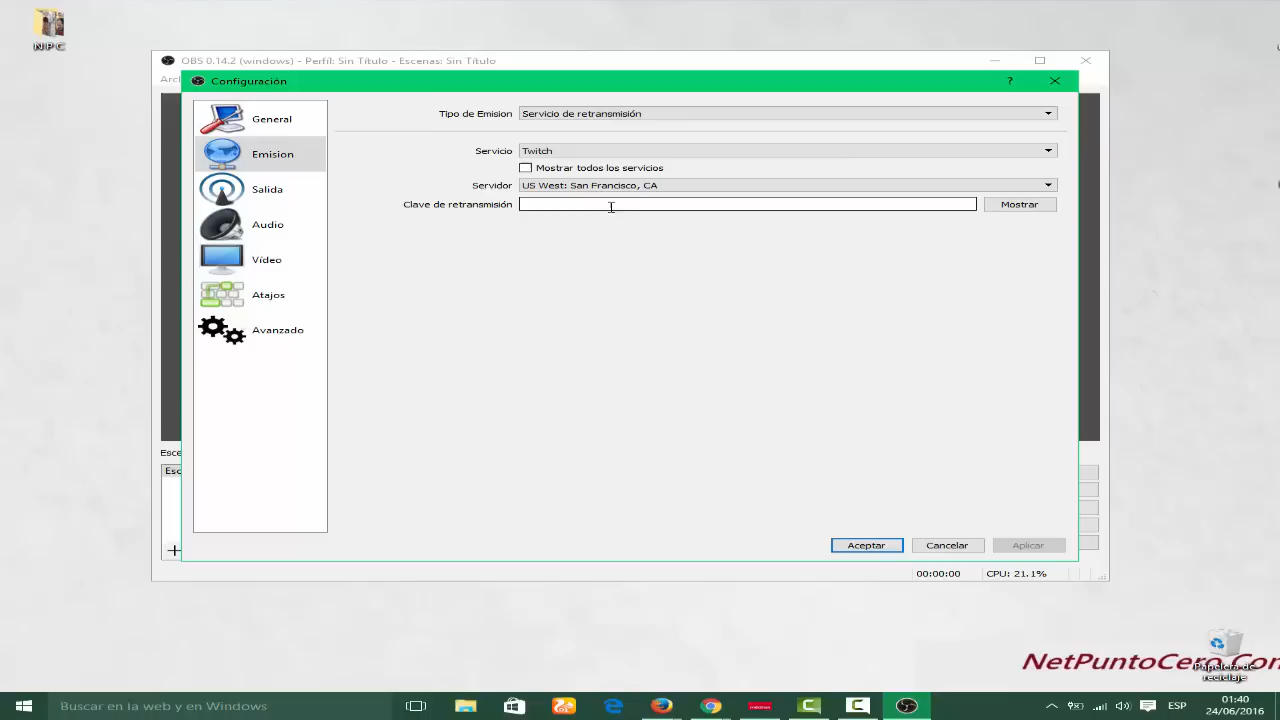 NPC
OBS 0.14.2 (windows) - Perfil: Sin Título - Escenas: Sin Título
Configuración
?
General
Emision
Salida
Audio
Vídeo
Atajos
Avanzado
Tipo de Emision
Servicio de retransmisión
Servicio
Twitch
Mostrar todos los servicios
Servidor
US West: San Francisco, CA
Clave de retransmisión
Mostrar
Aceptar
Cancelar
Aplicar
00:00:00
CPU: 21.1%
NetPuntoCero.Com
Papelera de
reciclaje
Buscar en la web y en Windows
ESP
01:40
24/06/2016